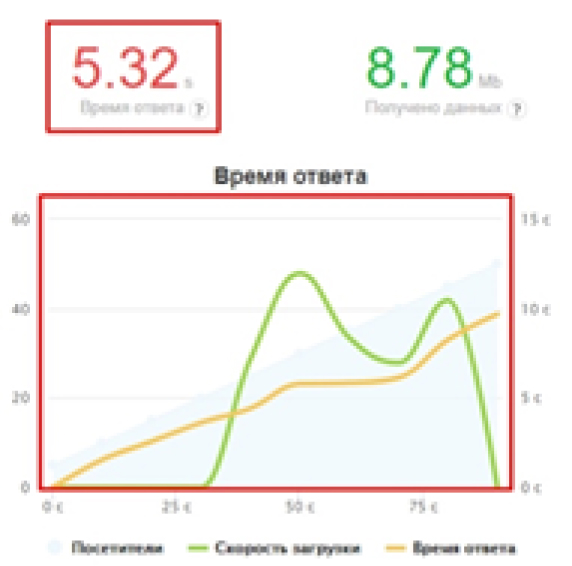 5.32 s
Время ответа ?
8.78 Mb
Получено данных ?
Время ответа
60
40
20
0
15 с
10 с
5 с
0 с
0 с 25 с 50 с 75 с
Посетители Скорость загрузки Время ответа